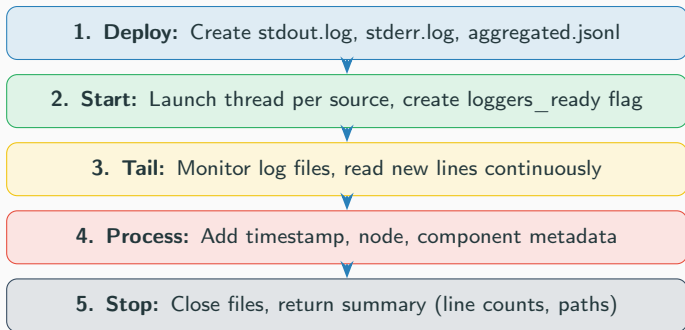 1. Deploy: Create stdout.log, stderr.log, aggregated.jsonl
2. Start: Launch thread per source, create loggers_ready flag
3. Tail: Monitor log files, read new lines continuously
4. Process: Add timestamp, node, component metadata
5. Stop: Close files, return summary (line counts, paths)